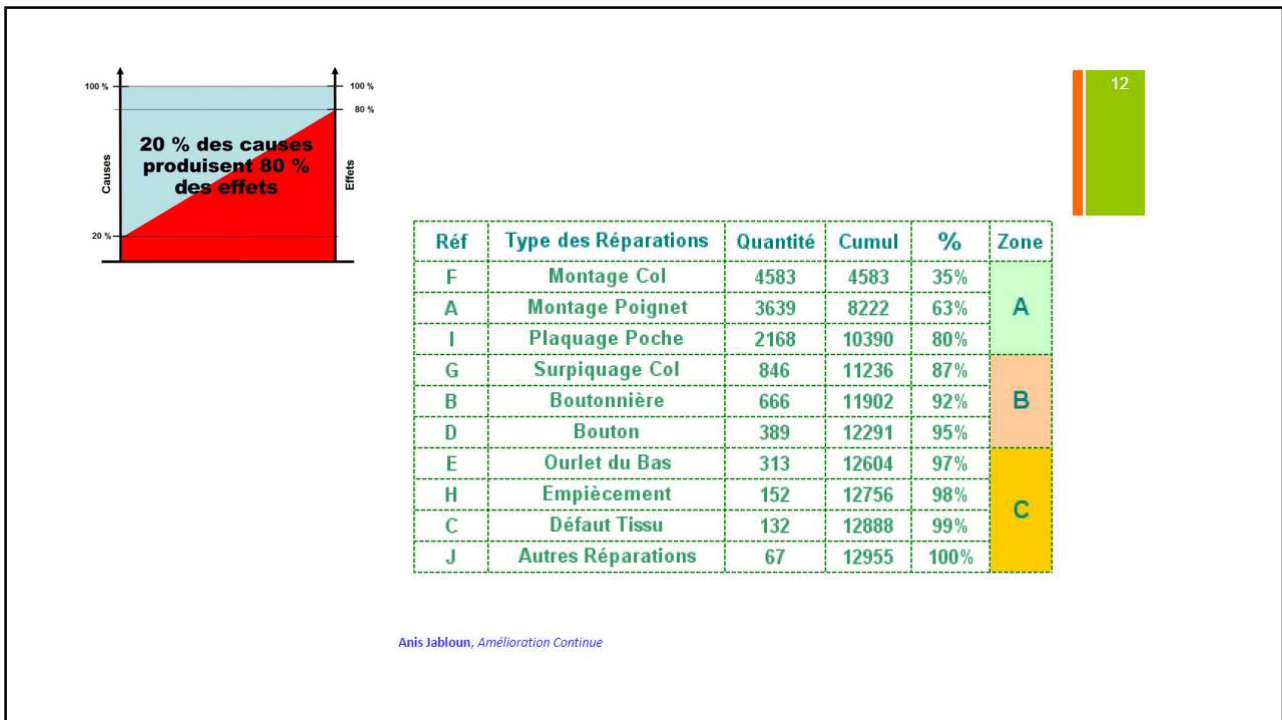 12
100 %
100 %
80 %
20 % des causes
produisent 80 %
des effets
Causes
Effets
20 %
Réf Type des Réparations Quantité Cumul % Zone
F Montage Col 4583 4583 35%
A Montage Poignet 3639 8222 63% A
I Plaquage Poche 2168 10390 80%
G Surpiquage Col 846 11236 87%
B Boutonnière 666 11902 92% B
D Bouton 389 12291 95%
E Ourlet du Bas 313 12604 97%
H Empiècement 152 12756 98%
C Défaut Tissu 132 12888 99% C
J Autres Réparations 67 12955 100%
Anis Jabloun, Amélioration Continue